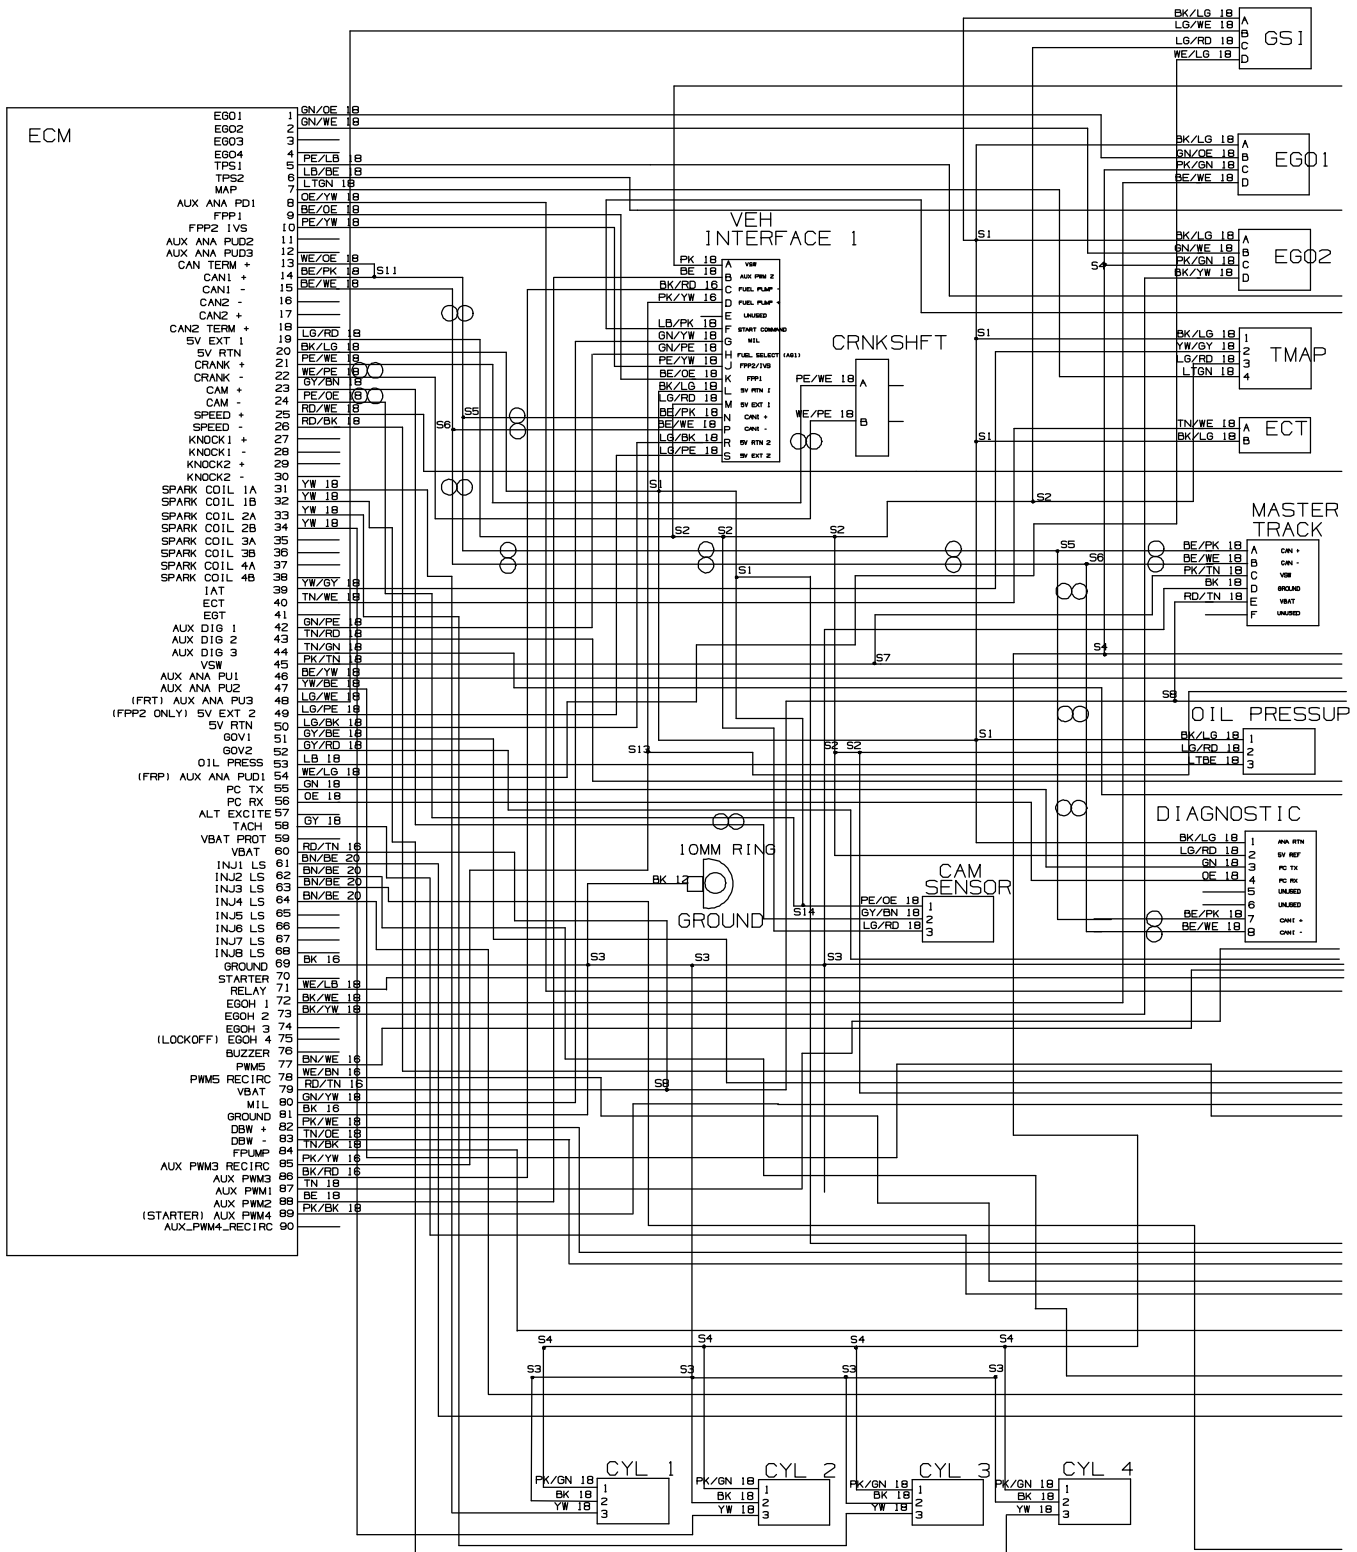 ECM
EGO1 1 GN/OE 18
EGO2 2 GN/WE 18
EGO3 3
EGO4 4
TPS1 5 PE/LB 18
TPS2 6 LB/BE 18
MAP 7 LTGN 18
AUX ANA PD1 8 OE/YW 18
FPP1 9 BE/OE 18
FPP2 IVS 10 PE/YW 18
AUX ANA PUD2 11
AUX ANA PUD3 12
CAN TERM + 13 WE/OE 18
CAN1 + 14 BE/PK 18
CAN1 - 15 BE/WE 18
CAN2 - 16
CAN2 + 17
CAN2 TERM + 18
5V EXT 1 19 LG/RD 18
5V RTN 20 BK/LG 18
CRANK + 21 PE/WE 18
CRANK - 22 WE/PE 18
CAM + 23 GY/BN 18
CAM - 24 PE/OE 18
SPEED + 25 RD/WE 18
SPEED - 26 RD/BK 18
KNOCK1 + 27
KNOCK1 - 28
KNOCK2 + 29
KNOCK2 - 30
SPARK COIL 1A 31 YW 18
SPARK COIL 1B 32 YW 18
SPARK COIL 2A 33 YW 18
SPARK COIL 2B 34 YW 18
SPARK COIL 3A 35
SPARK COIL 3B 36
SPARK COIL 4A 37
SPARK COIL 4B 38
IAT 39 YW/GY 18
ECT 40 TN/WE 18
EGT 41
AUX DIG 1 42 GN/PE 18
AUX DIG 2 43 TN/RD 18
AUX DIG 3 44 TN/GN 18
VSW 45 PK/TN 18
AUX ANA PU1 46 BE/YW 18
AUX ANA PU2 47 YW/BE 18
(FRT) AUX ANA PU3 48 LG/WE 18
(FPP2 ONLY) 5V EXT 2 49 LG/PE 18
5V RTN 50 LG/BK 18
GOV1 51 GY/BE 18
GOV2 52 GY/RD 18
OIL PRESS 53 LB 18
(FRP) AUX ANA PUD1 54 WE/LG 18
PC TX 55 GN 18
PC RX 56 OE 18
ALT EXCITE 57
TACH 58 GY 18
VBAT PROT 59
VBAT 60 RD/TN 16
INJ1 LS 61 BN/BE 20
INJ2 LS 62 BN/BE 20
INJ3 LS 63 BN/BE 20
INJ4 LS 64 BN/BE 20
INJ5 LS 65
INJ6 LS 66
INJ7 LS 67
INJ8 LS 68
GROUND 69 BK 16
STARTER 70
RELAY 71 WE/LB 18
EGOH 1 72 BK/WE 18
EGOH 2 73 BK/YW 18
EGOH 3 74
(LOCKOFF) EGOH 4 75
BUZZER 76
PWM5 77 BN/WE 16
PWM5 RECIRC 78 WE/BN 16
VBAT 79 RD/TN 16
MIL 80 GN/YW 18
GROUND 81 BK 16
DBW + 82 PK/WE 18
DBW - 83 TN/OE 18
FPUMP 84 TN/BK 18
AUX PWM3 RECIRC 85 PK/YW 16
AUX PWM3 86 BK/RD 16
AUX PWM1 87 TN 18
AUX PWM2 88 BE 18
(STARTER) AUX PWM4 89 PK/BK 18
AUX_PWM4_RECIRC 90
S11
S5
S6
VEH
INTERFACE 1
PK 18 A VSW
BE 18 B AUX PWM 2
BK/RD 16 C FUEL PUMP -
PK/YW 16 D FUEL PUMP +
E UNUSED
LB/PK 18 F START COMMAND
GN/YW 18 G MIL
GN/PE 18 H FUEL SELECT (AD1)
PE/YW 18 J FPP2/IVS
BE/OE 18 K FPP1
BK/LG 18 L 5V RTN 1
LG/RD 18 M 5V EXT 1
BE/PK 18 N CAN1 +
BE/WE 18 P CAN1 -
LG/BK 18 R 5V RTN 2
LG/PE 18 S 5V EXT 2
CRNKSHFT
PE/WE 18 A
WE/PE 18 B
GS1
BK/LG 18 A
LG/WE 18 B
LG/RD 18 C
WE/LG 18 D
EGO1
BK/LG 18 A
GN/OE 18 B
PK/GN 18 C
BE/WE 18 D
S1
S4
EGO2
BK/LG 18 A
GN/WE 18 B
PK/GN 18 C
BK/YW 18 D
S1
TMAP
BK/LG 18 1
YW/GY 18 2
LG/RD 18 3
LTGN 18 4
S1
ECT
TN/WE 18 A
BK/LG 18 B
S1
S2
S2
S2
S2
S1
MASTER
TRACK
S5
S6
BE/PK 18 A CAN +
BE/WE 18 B CAN -
PK/TN 18 C VSW
BK 18 D GROUND
RD/TN 18 E VBAT
F UNUSED
S4
S7
S8
OIL PRESSUP
S1
BK/LG 18 1
LG/RD 18 2
LTBE 18 3
S13
S2
S2
DIAGNOSTIC
BK/LG 18 1 ANA RTN
LG/RD 18 2 5V REF
GN 18 3 PC TX
OE 18 4 PC RX
5 UNUSED
6 UNUSED
BE/PK 18 7 CAN1 +
BE/WE 18 8 CAN1 -
10MM RING
BK 12
GROUND
CAM
SENSOR
PE/OE 18 1
GY/BN 18 2
LG/RD 18 3
S14
S3
S3
S3
S8
S4
S4
S4
S4
S3
S3
S3
S3
CYL 1
PK/GN 18 1
BK 18 2
YW 18 3
CYL 2
PK/GN 18 1
BK 18 2
YW 18 3
CYL 3
PK/GN 18 1
BK 18 2
YW 18 3
CYL 4
PK/GN 18 1
BK 18 2
YW 18 3